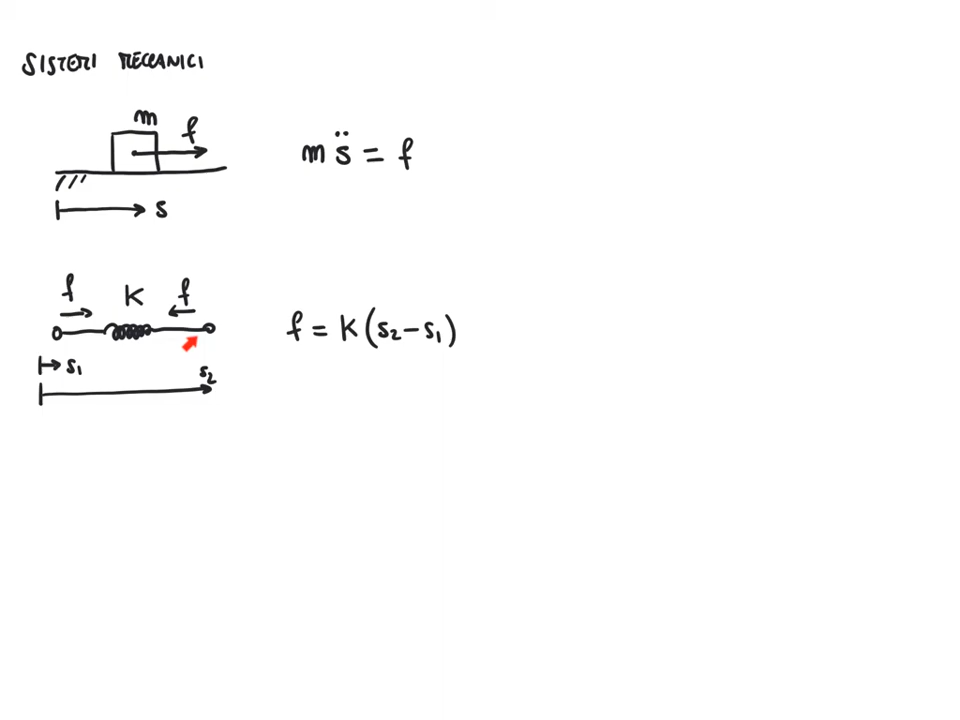 SISTEMI MECCANICI
m
f
m s̈ = f
s
f K f
f = K(s₂ − s₁)
s₁
s₂